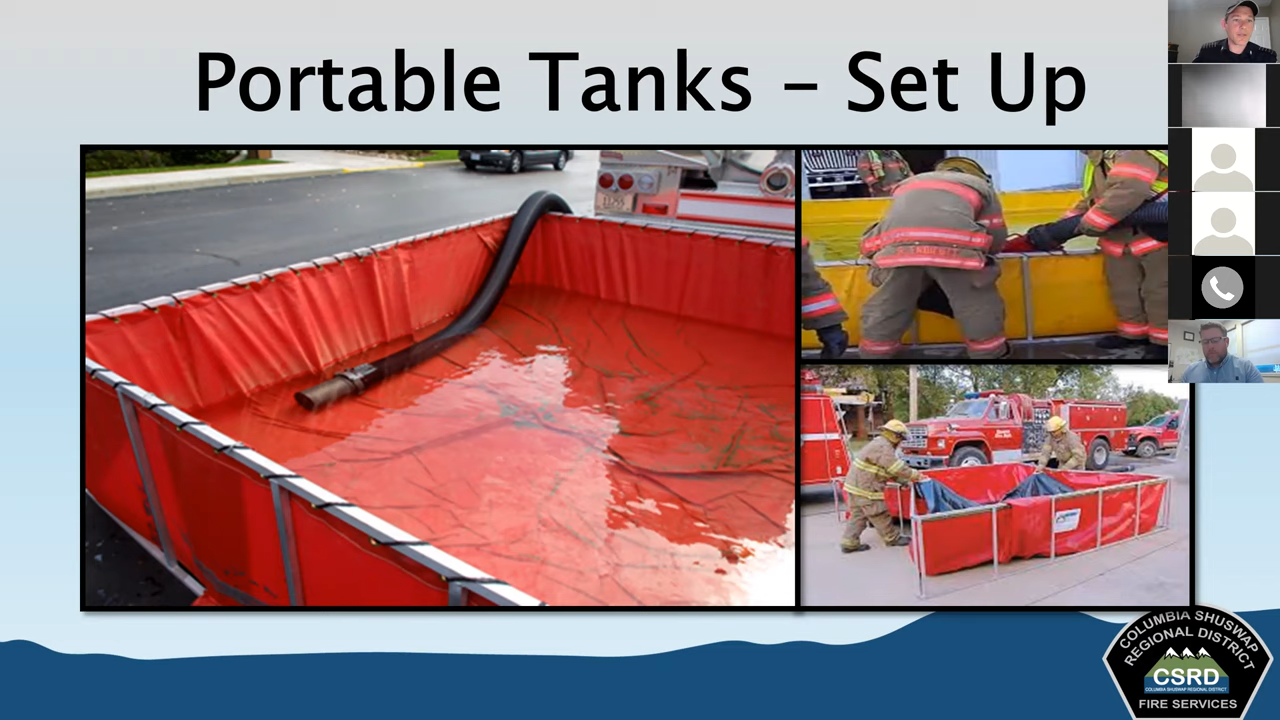 Portable Tanks – Set Up
COLUMBIA SHUSWAP
REGIONAL DISTRICT
CSRD
COLUMBIA SHUSWAP REGIONAL DISTRICT
FIRE SERVICES